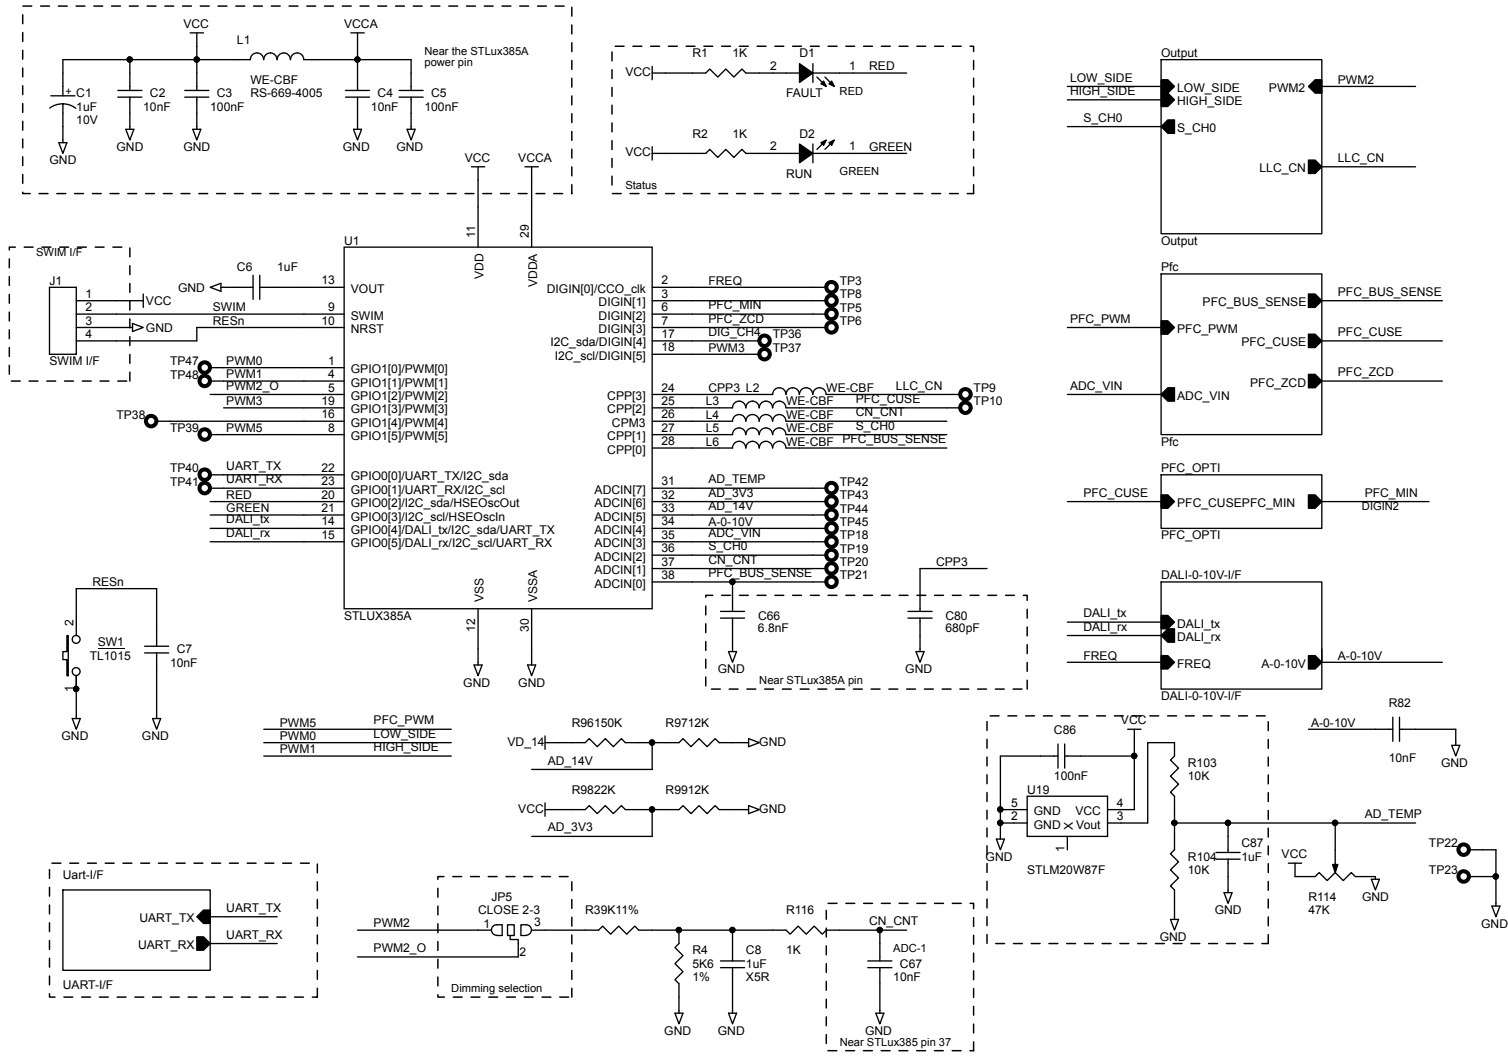 VCC
VCCA
L1
Near the STLux385A
power pin
WE-CBF
RS-669-4005
+
C1
1uF
10V
C2
10nF
C3
100nF
C4
10nF
C5
100nF
GND
GND
GND
GND
GND
VCC
VCCA
R1 1K
D1
VCC
2
1
RED
FAULT
RED
R2 1K
D2
VCC
2
1
GREEN
RUN
GREEN
Status
Output
LOW_SIDE
HIGH_SIDE
S_CH0
LOW_SIDE
HIGH_SIDE
S_CH0
PWM2
PWM2
LLC_CN
LLC_CN
Output
SWIM I/F
J1
1
2
3
4
VCC
GND
SWIM
RESn
SWIM I/F
GND
C6
1uF
U1
11
29
VDD
VDDA
13 VOUT
9 SWIM
10 NRST
TP47 PWM0 1 GPIO1[0]/PWM[0]
TP48 PWM1 4 GPIO1[1]/PWM[1]
PWM2_O 5 GPIO1[2]/PWM[2]
PWM3 19 GPIO1[3]/PWM[3]
TP38 16 GPIO1[4]/PWM[4]
TP39 PWM5 8 GPIO1[5]/PWM[5]
TP40 UART_TX 22 GPIO0[0]/UART_TX/I2C_sda
TP41 UART_RX 23 GPIO0[1]/UART_RX/I2C_scl
RED 20 GPIO0[2]/I2C_sda/HSEOscOut
GREEN 21 GPIO0[3]/I2C_scl/HSEOscIn
DALI_tx 14 GPIO0[4]/DALI_tx/I2C_sda/UART_TX
DALI_rx 15 GPIO0[5]/DALI_rx/I2C_scl/UART_RX
DIGIN[0]/CCO_clk 2 FREQ TP3
DIGIN[1] 3 TP8
DIGIN[2] 6 PFC_MIN TP5
DIGIN[3] 7 PFC_ZCD TP6
I2C_sda/DIGIN[4] 17 DIG_CH4 TP36
I2C_scl/DIGIN[5] 18 PWM3 TP37
CPP[3] 24 CPP3 L2 WE-CBF LLC_CN TP9
CPP[2] 25 L3 WE-CBF PFC_CUSE TP10
CPM3 26 L4 WE-CBF CN_CNT
CPP[1] 27 L5 WE-CBF S_CH0
CPP[0] 28 L6 WE-CBF PFC_BUS_SENSE
ADCIN[7] 31 AD_TEMP TP42
ADCIN[6] 32 AD_3V3 TP43
ADCIN[5] 33 AD_14V TP44
ADCIN[4] 34 A-0-10V TP45
ADCIN[3] 35 ADC_VIN TP18
ADCIN[2] 36 S_CH0 TP19
ADCIN[1] 37 CN_CNT TP20
ADCIN[0] 38 PFC_BUS_SENSE TP21
VSS
VSSA
STLUX385A
12
30
GND
GND
CPP3
C66
6.8nF
GND
C80
680pF
GND
Near STLux385A pin
Pfc
PFC_PWM
PFC_PWM
ADC_VIN
ADC_VIN
PFC_BUS_SENSE
PFC_BUS_SENSE
PFC_CUSE
PFC_CUSE
PFC_ZCD
PFC_ZCD
Pfc
PFC_OPTI
PFC_CUSE
PFC_CUSEPFC_MIN
PFC_MIN
DIGIN2
PFC_OPTI
DALI-0-10V-I/F
DALI_tx
DALI_rx
FREQ
DALI_tx
DALI_rx
FREQ
A-0-10V
A-0-10V
DALI-0-10V-I/F
RESn
2
1
SW1
TL1015
C7
10nF
GND
GND
PWM5 PFC_PWM
PWM0 LOW_SIDE
PWM1 HIGH_SIDE
R96150K
R9712K
VD_14
GND
AD_14V
R9822K
R9912K
VCC
GND
AD_3V3
VCC
C86
100nF
U19
5 GND VCC 4
2 GND X Vout 3
1
GND
STLM20W87F
R103
10K
R104
10K
C87
1uF
GND
GND
A-0-10V
R82
10nF
GND
AD_TEMP
VCC
R114
47K
GND
TP22
TP23
GND
Uart-I/F
UART_TX
UART_TX
UART_RX
UART_RX
UART-I/F
JP5
CLOSE 2-3
PWM2
1
3
PWM2_O
2
Dimming selection
R39K11%
R4
5K6
1%
GND
C8
1uF
X5R
GND
R116
1K
CN_CNT
ADC-1
C67
10nF
GND
Near STLux385 pin 37